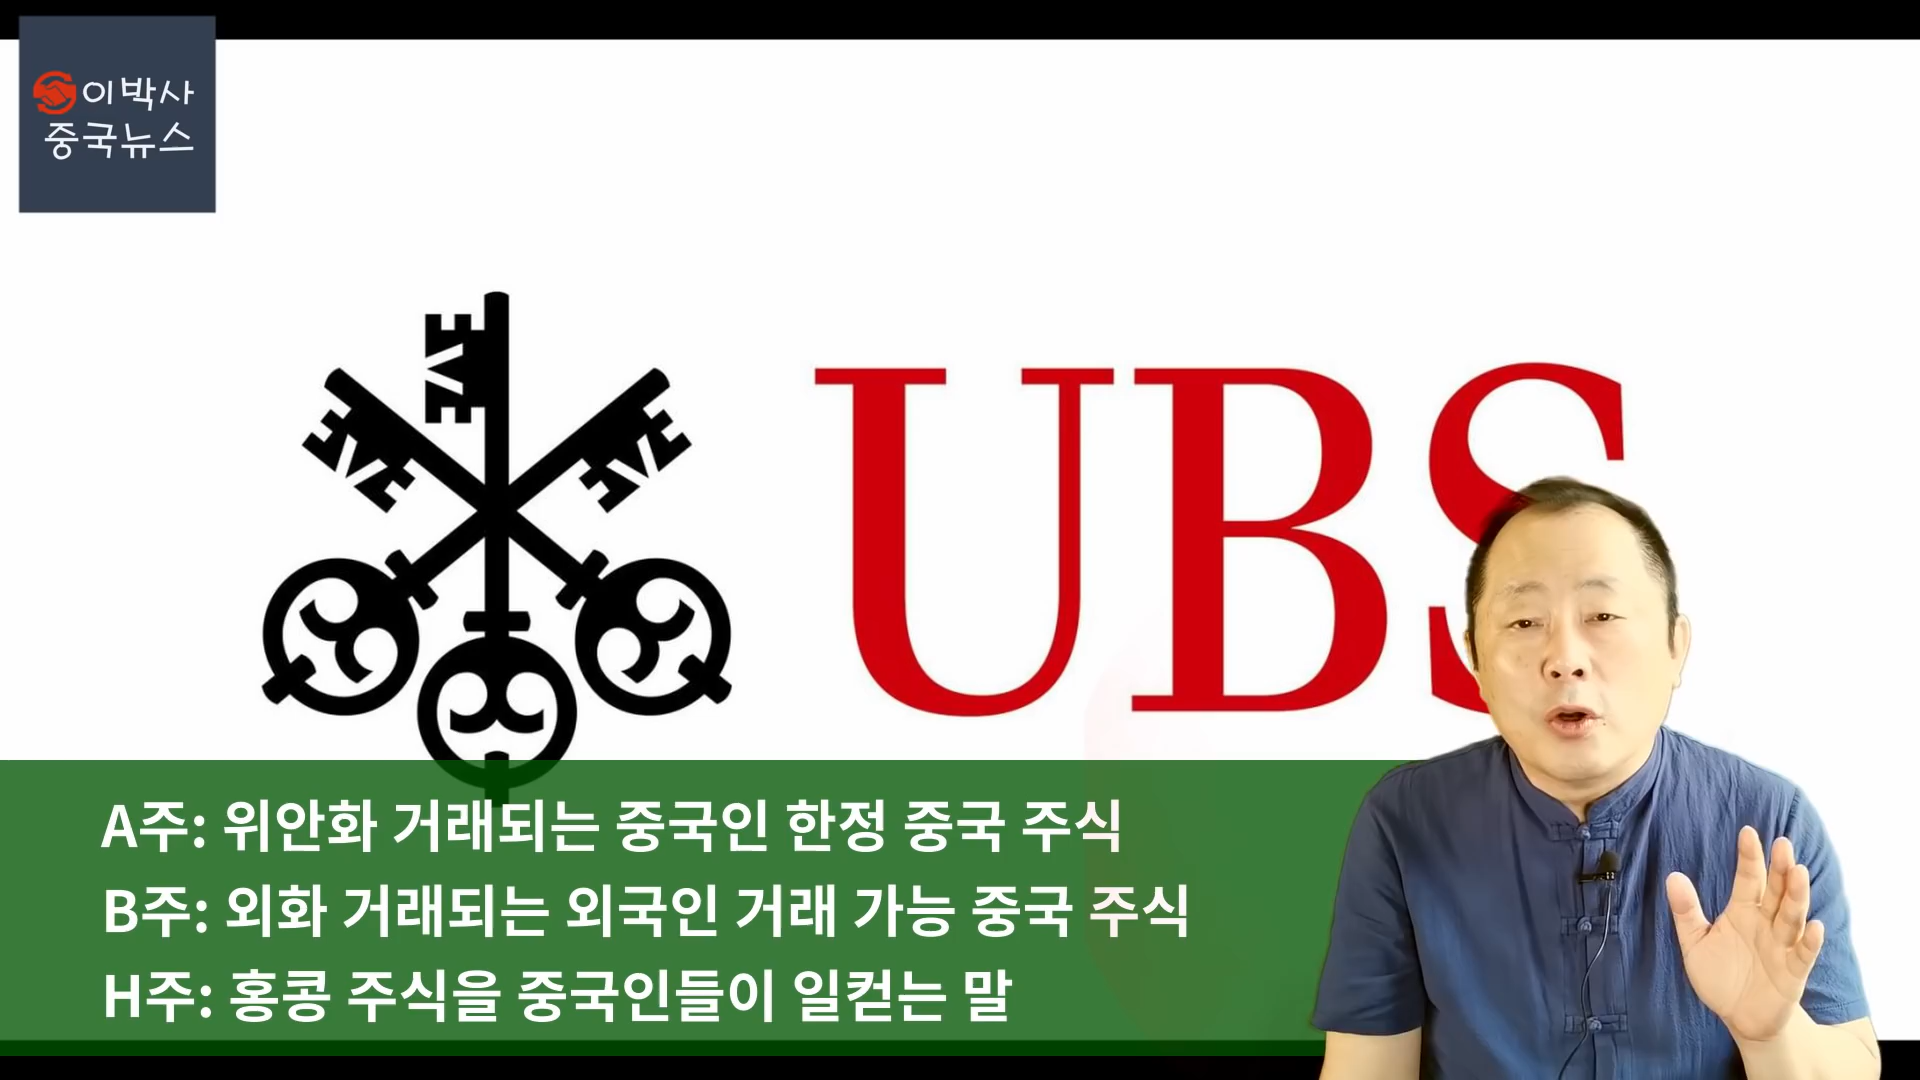 이박사
중국뉴스
UBS
A주: 위안화 거래되는 중국인 한정 중국 주식
B주: 외화 거래되는 외국인 거래 가능 중국 주식
H주: 홍콩 주식을 중국인들이 일컫는 말